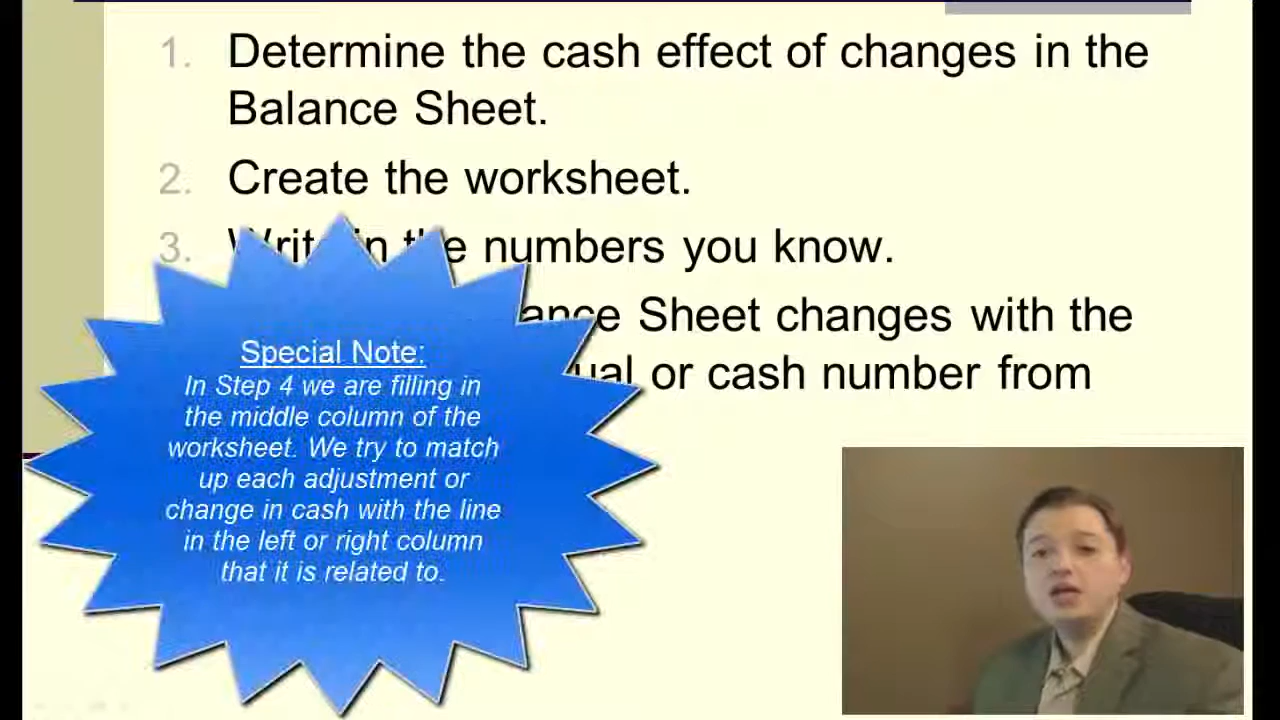 1. Determine the cash effect of changes in the
Balance Sheet.
2. Create the worksheet.
3. Write in the numbers you know.
Sheet changes with the
or cash number from
Special Note:
In Step 4 we are filling in
the middle column of the
worksheet. We try to match
up each adjustment or
change in cash with the line
in the left or right column
that it is related to.